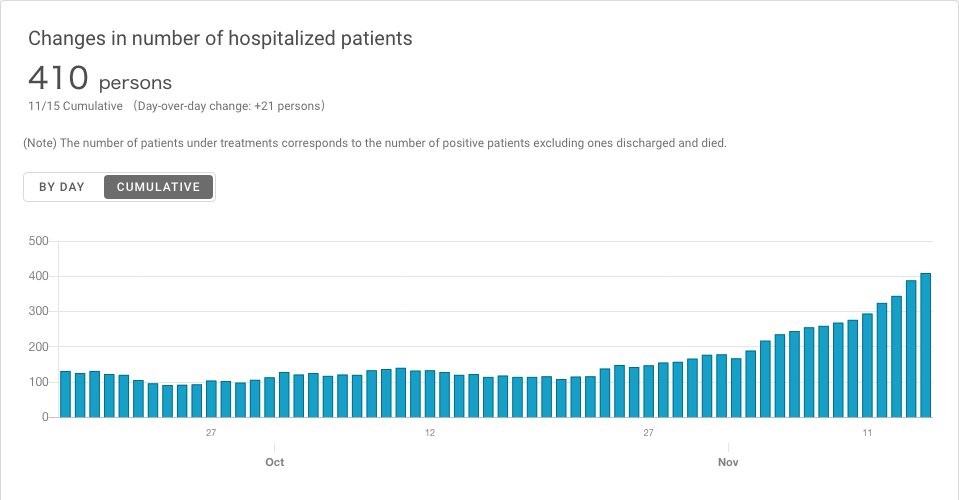 Changes in number of hospitalized patients
410 persons
11/15 Cumulative (Day-over-day change: +21 persons)
(Note) The number of patients under treatments corresponds to the number of positive patients excluding ones discharged and died.
BY DAY CUMULATIVE
500
400
300
200
100
0
27 12 27 11
Oct Nov